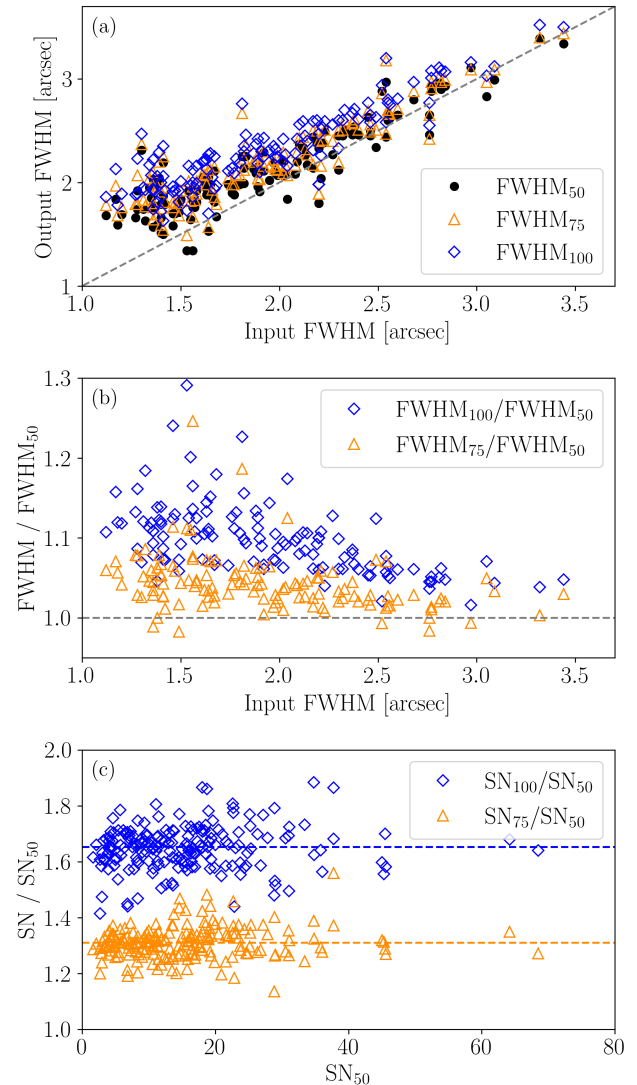 (a)
Output FWHM [arcsec]
3
2
1
FWHM₅₀
FWHM₇₅
FWHM₁₀₀
1.0 1.5 2.0 2.5 3.0 3.5
Input FWHM [arcsec]
(b)
FWHM / FWHM₅₀
1.3
1.2
1.1
1.0
FWHM₁₀₀/FWHM₅₀
FWHM₇₅/FWHM₅₀
1.0 1.5 2.0 2.5 3.0 3.5
Input FWHM [arcsec]
(c)
SN / SN₅₀
2.0
1.8
1.6
1.4
1.2
1.0
SN₁₀₀/SN₅₀
SN₇₅/SN₅₀
0 20 40 60 80
SN₅₀